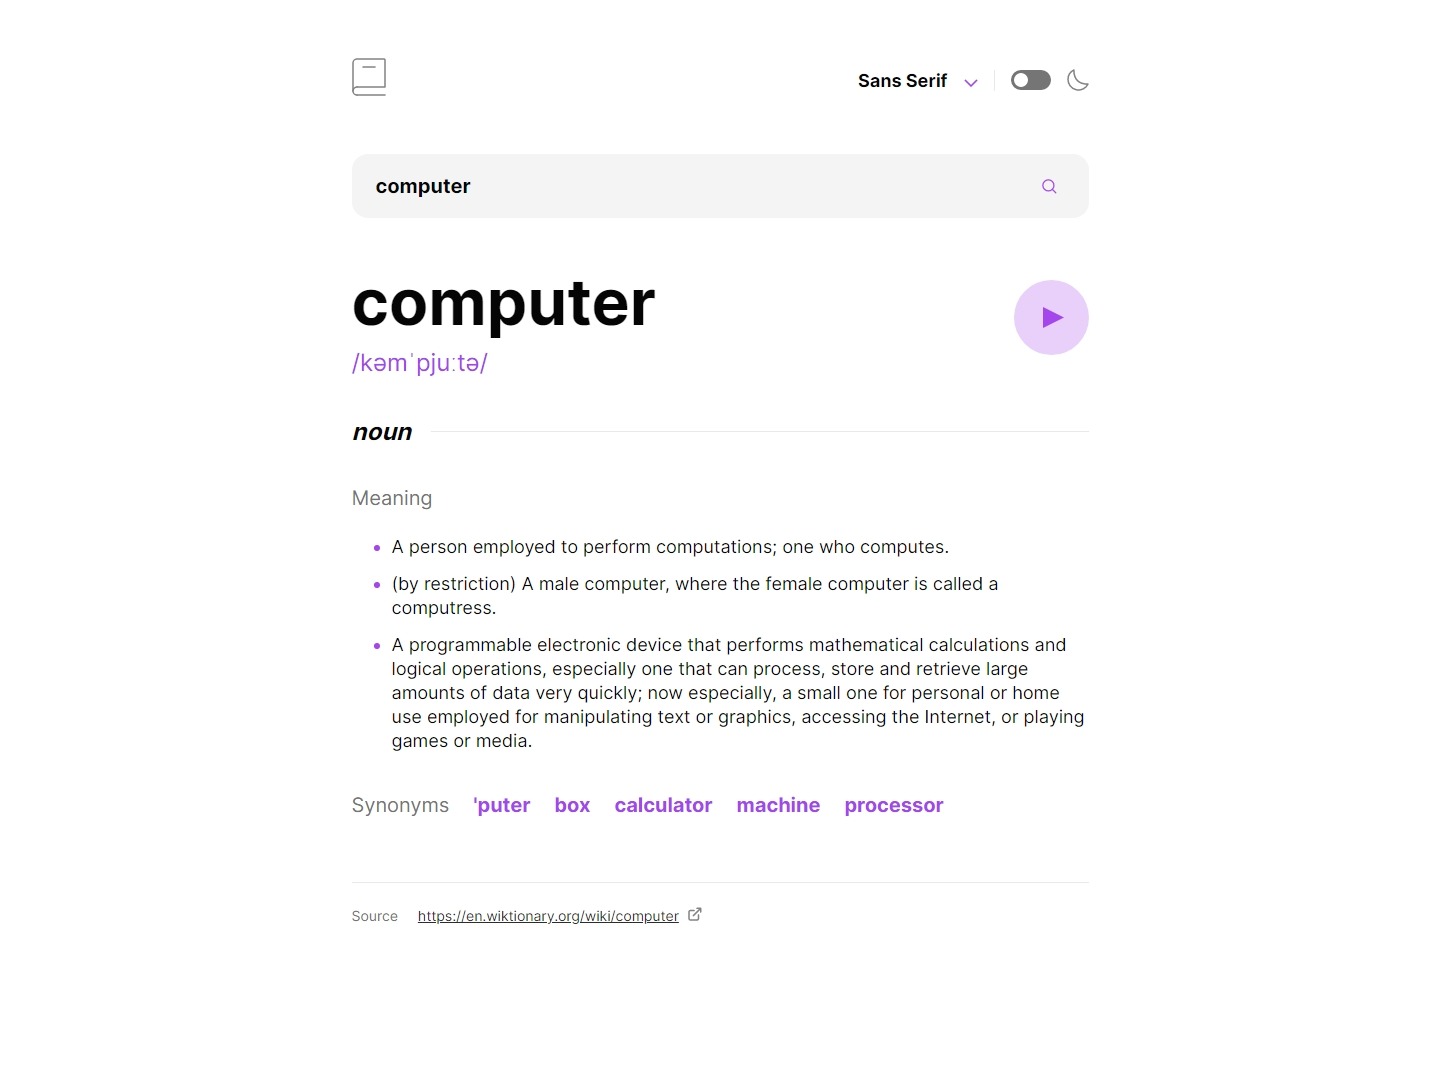 Sans Serif
computer
computer
/kəmˈpjuːtə/
noun
Meaning
A person employed to perform computations; one who computes.
(by restriction) A male computer, where the female computer is called a
computress.
A programmable electronic device that performs mathematical calculations and
logical operations, especially one that can process, store and retrieve large
amounts of data very quickly; now especially, a small one for personal or home
use employed for manipulating text or graphics, accessing the Internet, or playing
games or media.
Synonyms 'puter box calculator machine processor
Source https://en.wiktionary.org/wiki/computer